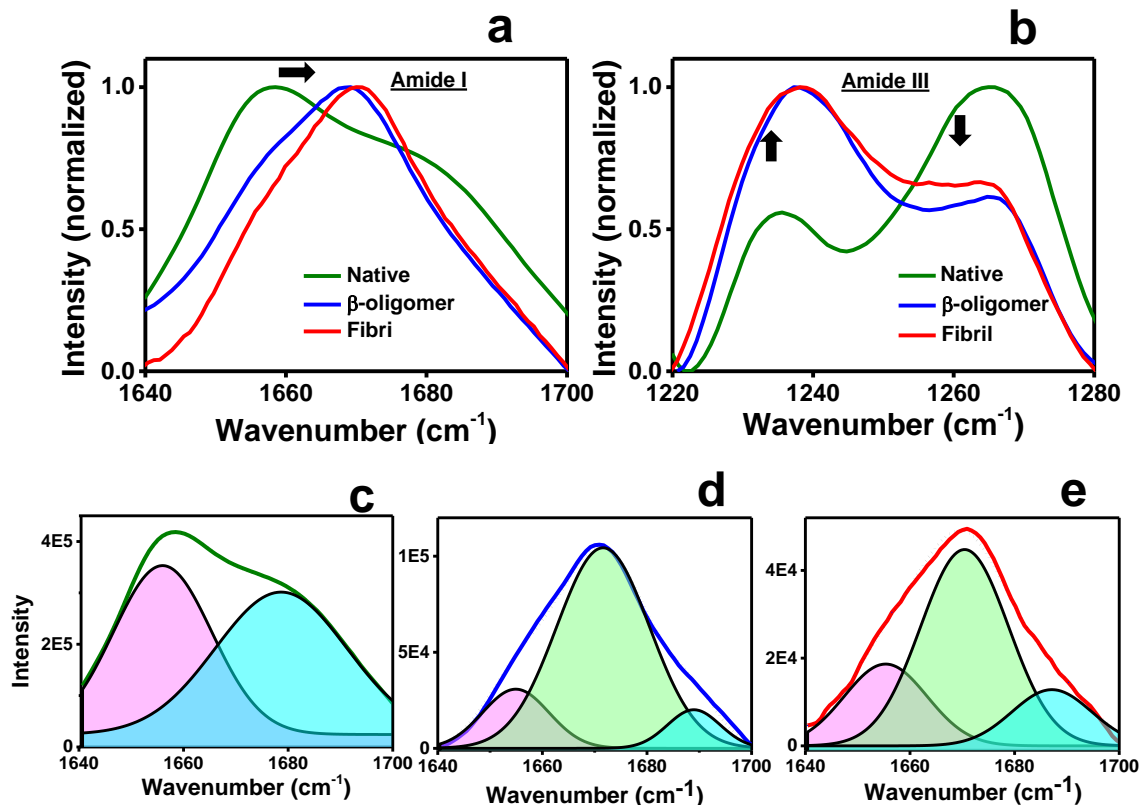 a
Amide I
Intensity (normalized)
1.0
0.5
0.0
Native
β-oligomer
Fibri
1640 1660 1680 1700
Wavenumber (cm⁻¹)
b
Amide III
Intensity (normalized)
1.0
0.5
0.0
Native
β-oligomer
Fibril
1220 1240 1260 1280
Wavenumber (cm⁻¹)
c
Intensity
4E5
2E5
0
1640 1660 1680 1700
Wavenumber (cm⁻¹)
d
1E5
5E4
0
1640 1660 1680 1700
Wavenumber (cm⁻¹)
e
4E4
2E4
0
1640 1660 1680 1700
Wavenumber (cm⁻¹)